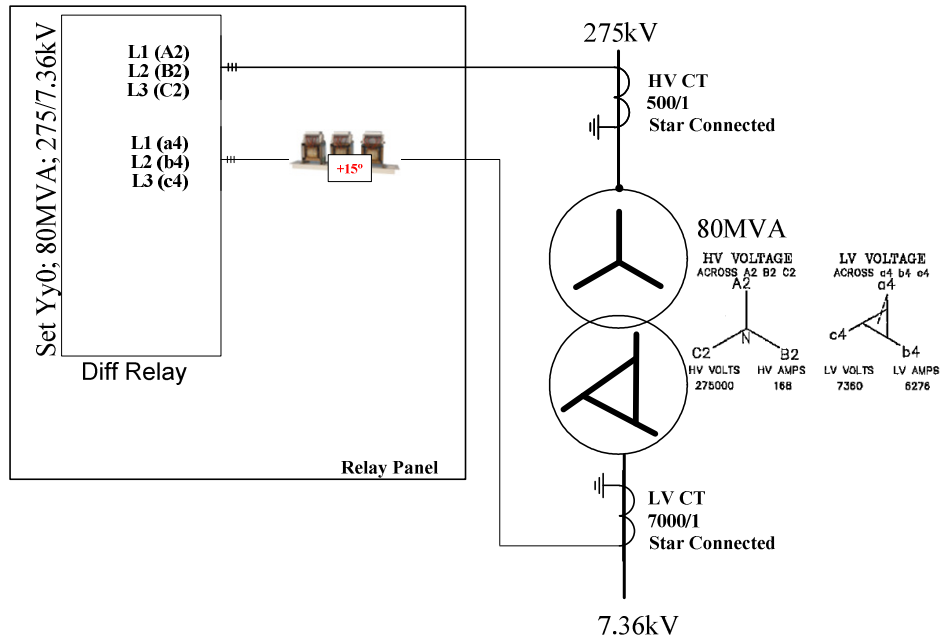 Set Yy0; 80MVA; 275/7.36kV
L1 (A2)
L2 (B2)
L3 (C2)
L1 (a4)
L2 (b4)
L3 (c4)
+15º
Diff Relay
Relay Panel
275kV
HV CT
500/1
Star Connected
80MVA
HV VOLTAGE
ACROSS A2 B2 C2
A2
N
C2
B2
HV VOLTS HV AMPS
275000 168
LV VOLTAGE
ACROSS a4 b4 c4
a4
c4
b4
LV VOLTS LV AMPS
7360 6276
LV CT
7000/1
Star Connected
7.36kV